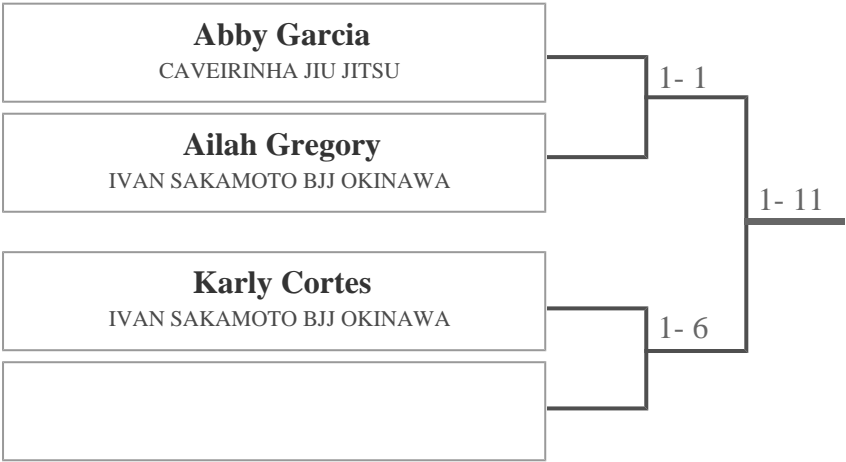 Abby Garcia
CAVEIRINHA JIU JITSU
1- 1
Ailah Gregory
IVAN SAKAMOTO BJJ OKINAWA
1- 11
Karly Cortes
IVAN SAKAMOTO BJJ OKINAWA
1- 6